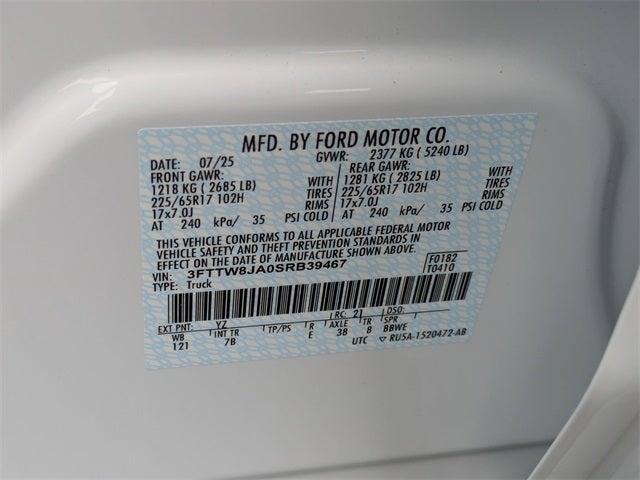 MFD. BY FORD MOTOR CO.
DATE: 07/25 GVWR: 2377 KG ( 5240 LB)
FRONT GAWR: REAR GAWR:
1218 KG ( 2685 LB) WITH 1281 KG ( 2825 LB) WITH
225/65R17 102H TIRES 225/65R17 102H TIRES
17x7.0J RIMS 17x7.0J RIMS
AT 240 kPa/ 35 PSI COLD AT 240 kPa/ 35 PSI COLD
THIS VEHICLE CONFORMS TO ALL APPLICABLE FEDERAL MOTOR
VEHICLE SAFETY AND THEFT PREVENTION STANDARDS IN
EFFECT ON THE DATE OF MANUFACTURE SHOWN ABOVE.
VIN: 3FTTW8JA0SRB39467 F0182
TYPE: Truck T0410
RC: 21 DSO:
EXT PNT: YZ
WB INT TR TP/PS R AXLE TR SPR
121 7B E 38 8 BBWE
UTC ▽ RU5A-1520472-AB